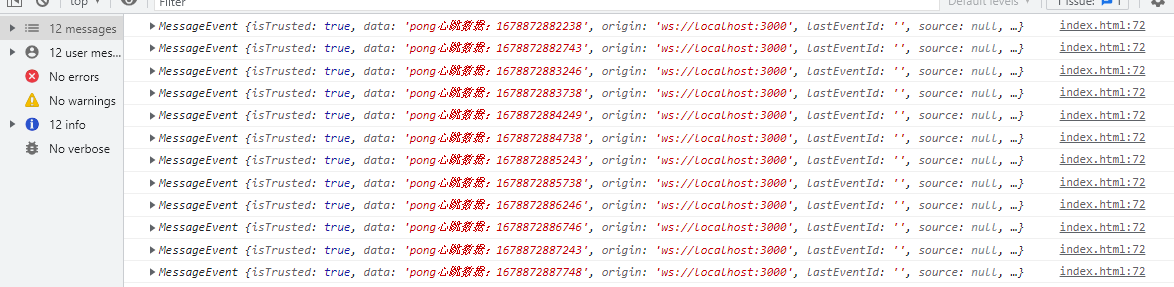 top
Filter
Default levels
1 Issue: 1
12 messages
12 user mes...
No errors
No warnings
12 info
No verbose
MessageEvent {isTrusted: true, data: 'pong心跳数据：1678872882238', origin: 'ws://localhost:3000', lastEventId: '', source: null, …} index.html:72
MessageEvent {isTrusted: true, data: 'pong心跳数据：1678872882743', origin: 'ws://localhost:3000', lastEventId: '', source: null, …} index.html:72
MessageEvent {isTrusted: true, data: 'pong心跳数据：1678872883246', origin: 'ws://localhost:3000', lastEventId: '', source: null, …} index.html:72
MessageEvent {isTrusted: true, data: 'pong心跳数据：1678872883738', origin: 'ws://localhost:3000', lastEventId: '', source: null, …} index.html:72
MessageEvent {isTrusted: true, data: 'pong心跳数据：1678872884249', origin: 'ws://localhost:3000', lastEventId: '', source: null, …} index.html:72
MessageEvent {isTrusted: true, data: 'pong心跳数据：1678872884738', origin: 'ws://localhost:3000', lastEventId: '', source: null, …} index.html:72
MessageEvent {isTrusted: true, data: 'pong心跳数据：1678872885243', origin: 'ws://localhost:3000', lastEventId: '', source: null, …} index.html:72
MessageEvent {isTrusted: true, data: 'pong心跳数据：1678872885738', origin: 'ws://localhost:3000', lastEventId: '', source: null, …} index.html:72
MessageEvent {isTrusted: true, data: 'pong心跳数据：1678872886246', origin: 'ws://localhost:3000', lastEventId: '', source: null, …} index.html:72
MessageEvent {isTrusted: true, data: 'pong心跳数据：1678872886746', origin: 'ws://localhost:3000', lastEventId: '', source: null, …} index.html:72
MessageEvent {isTrusted: true, data: 'pong心跳数据：1678872887243', origin: 'ws://localhost:3000', lastEventId: '', source: null, …} index.html:72
MessageEvent {isTrusted: true, data: 'pong心跳数据：1678872887748', origin: 'ws://localhost:3000', lastEventId: '', source: null, …} index.html:72